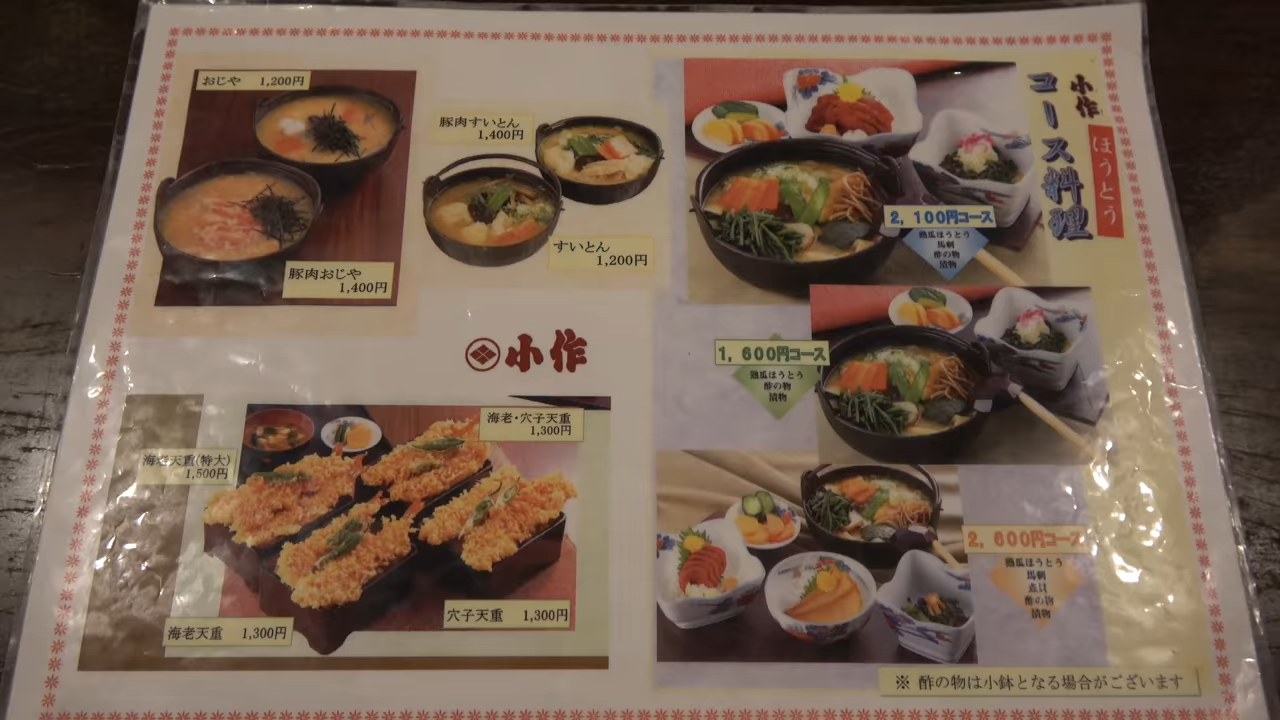 おじや 1,200円
豚肉おじや
1,400円
豚肉すいとん
1,400円
すいとん
1,200円
小作
海老天重(特大)
1,500円
海老・穴子天重
1,300円
海老天重 1,300円
穴子天重 1,300円
小作
ほうとう
コース料理
2,100円コース
熟瓜ほうとう
馬刺
酢の物
漬物
1,600円コース
熟瓜ほうとう
酢の物
漬物
2,600円コース
熟瓜ほうとう
馬刺
煮貝
酢の物
漬物
※ 酢の物は小鉢となる場合がございます